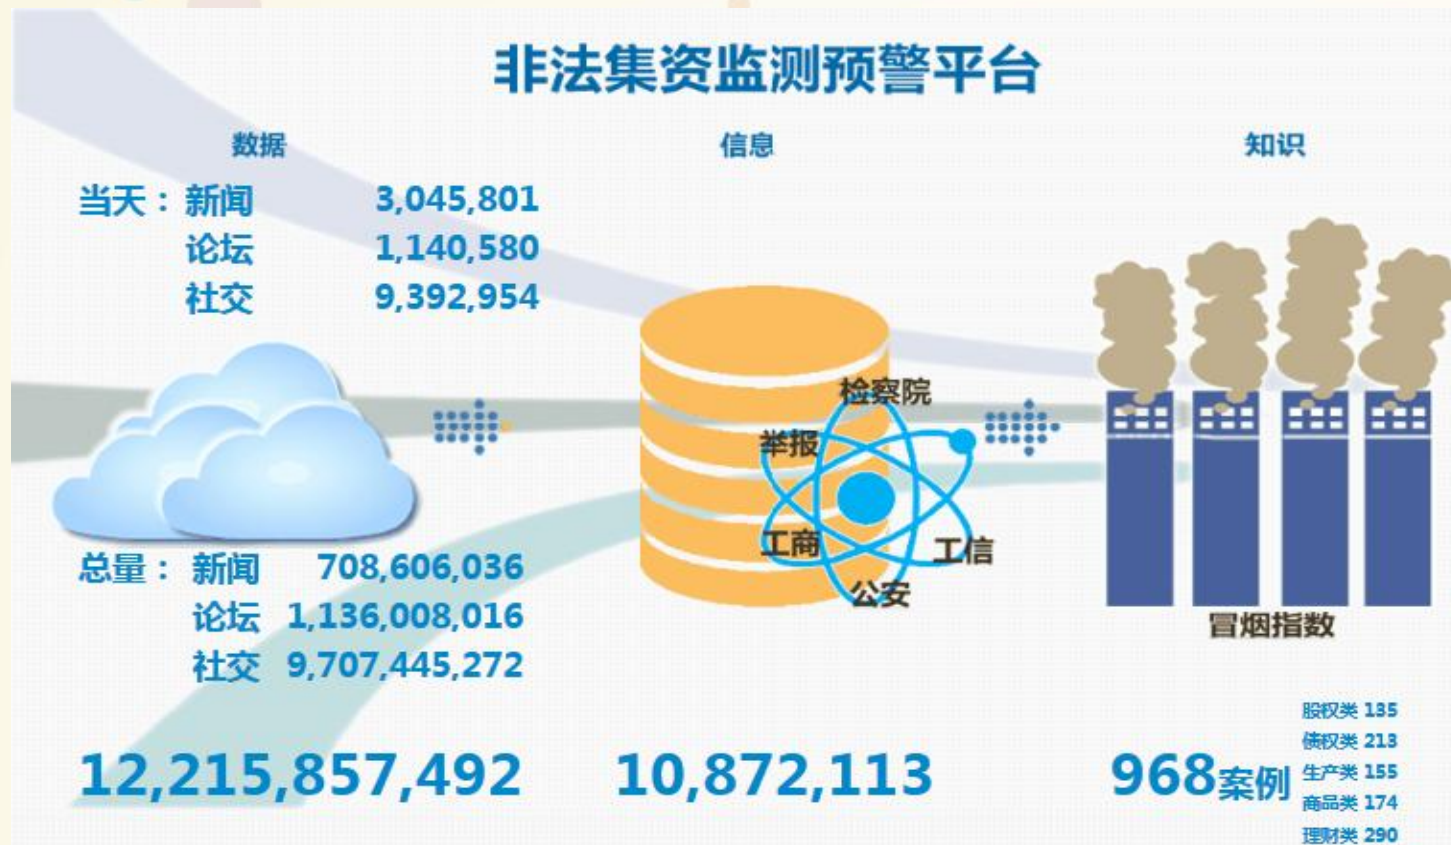 非法集资监测预警平台
数据
信息
知识
当天：新闻 3,045,801
论坛 1,140,580
社交 9,392,954
检察院
举报
工商
工信
公安
总量：新闻 708,606,036
论坛 1,136,008,016
社交 9,707,445,272
冒烟指数
12,215,857,492
10,872,113
968案例
股权类 135
债权类 213
生产类 155
商品类 174
理财类 290